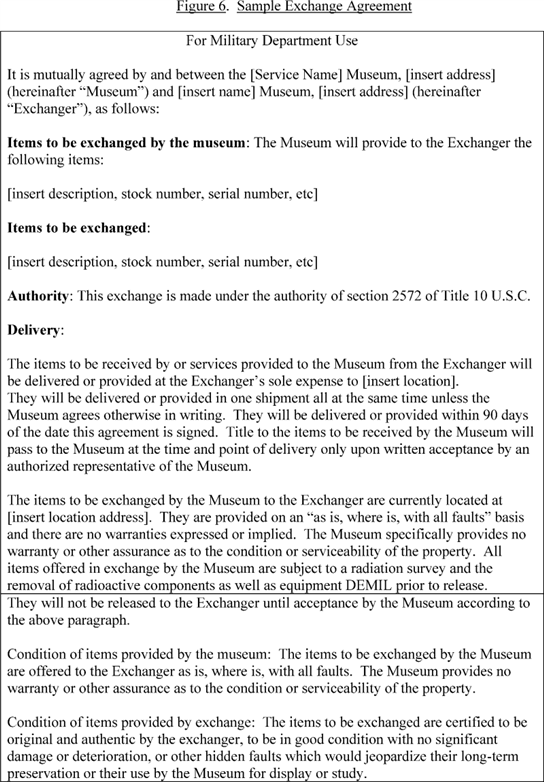 Figure 6.  Sample Exchange Agreement
For Military Department Use
It is mutually agreed by and between the [Service Name] Museum, [insert address]
(hereinafter “Museum”) and [insert name] Museum, [insert address] (hereinafter
“Exchanger”), as follows:
Items to be exchanged by the museum: The Museum will provide to the Exchanger the
following items:
[insert description, stock number, serial number, etc]
Items to be exchanged:
[insert description, stock number, serial number, etc]
Authority: This exchange is made under the authority of section 2572 of Title 10 U.S.C.
Delivery:
The items to be received by or services provided to the Museum from the Exchanger will
be delivered or provided at the Exchanger’s sole expense to [insert location].
They will be delivered or provided in one shipment all at the same time unless the
Museum agrees otherwise in writing.  They will be delivered or provided within 90 days
of the date this agreement is signed.  Title to the items to be received by the Museum will
pass to the Museum at the time and point of delivery only upon written acceptance by an
authorized representative of the Museum.
The items to be exchanged by the Museum to the Exchanger are currently located at
[insert location address].  They are provided on an “as is, where is, with all faults” basis
and there are no warranties expressed or implied.  The Museum specifically provides no
warranty or other assurance as to the condition or serviceability of the property.  All
items offered in exchange by the Museum are subject to a radiation survey and the
removal of radioactive components as well as equipment DEMIL prior to release.
They will not be released to the Exchanger until acceptance by the Museum according to
the above paragraph.
Condition of items provided by the museum:  The items to be exchanged by the Museum
are offered to the Exchanger as is, where is, with all faults.  The Museum provides no
warranty or other assurance as to the condition or serviceability of the property.
Condition of items provided by exchange:  The items to be exchanged are certified to be
original and authentic by the exchanger, to be in good condition with no significant
damage or deterioration, or other hidden faults which would jeopardize their long-term
preservation or their use by the Museum for display or study.